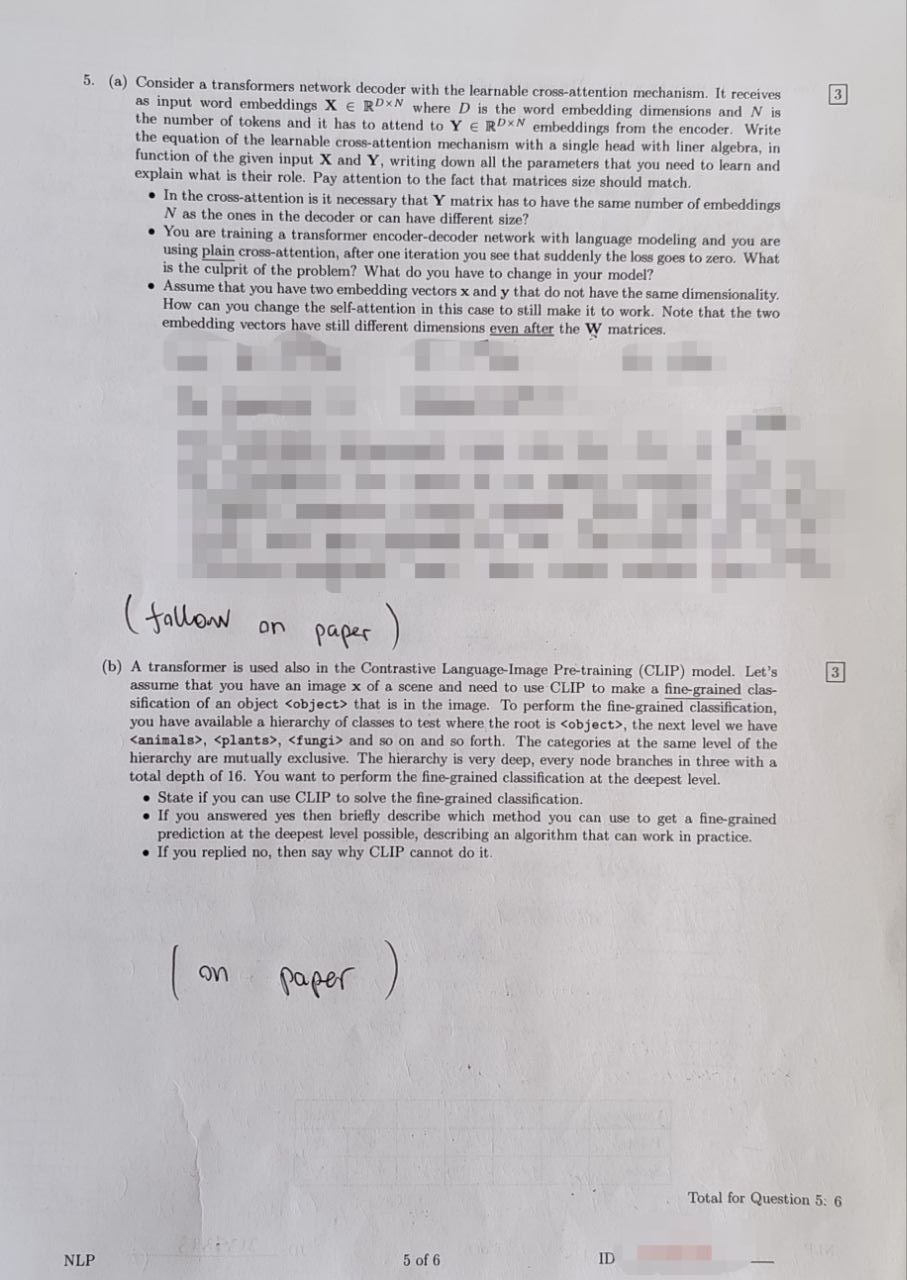 5. (a) Consider a transformers network decoder with the learnable cross-attention mechanism. It receives
3
as input word embeddings X ∈ ℝ^{D×N} where D is the word embedding dimensions and N is
the number of tokens and it has to attend to Y ∈ ℝ^{D×N} embeddings from the encoder. Write
the equation of the learnable cross-attention mechanism with a single head with liner algebra, in
function of the given input X and Y, writing down all the parameters that you need to learn and
explain what is their role. Pay attention to the fact that matrices size should match.
• In the cross-attention is it necessary that Y matrix has to have the same number of embeddings
N as the ones in the decoder or can have different size?
• You are training a transformer encoder-decoder network with language modeling and you are
using plain cross-attention, after one iteration you see that suddenly the loss goes to zero. What
is the culprit of the problem? What do you have to change in your model?
• Assume that you have two embedding vectors x and y that do not have the same dimensionality.
How can you change the self-attention in this case to still make it to work. Note that the two
embedding vectors have still different dimensions even after the W matrices.
(follow on paper)
(b) A transformer is used also in the Contrastive Language-Image Pre-training (CLIP) model. Let's
3
assume that you have an image x of a scene and need to use CLIP to make a fine-grained clas-
sification of an object <object> that is in the image. To perform the fine-grained classification,
you have available a hierarchy of classes to test where the root is <object>, the next level we have
<animals>, <plants>, <fungi> and so on and so forth. The categories at the same level of the
hierarchy are mutually exclusive. The hierarchy is very deep, every node branches in three with a
total depth of 16. You want to perform the fine-grained classification at the deepest level.
• State if you can use CLIP to solve the fine-grained classification.
• If you answered yes then briefly describe which method you can use to get a fine-grained
prediction at the deepest level possible, describing an algorithm that can work in practice.
• If you replied no, then say why CLIP cannot do it.
(on paper)
Total for Question 5: 6
NLP
5 of 6
ID